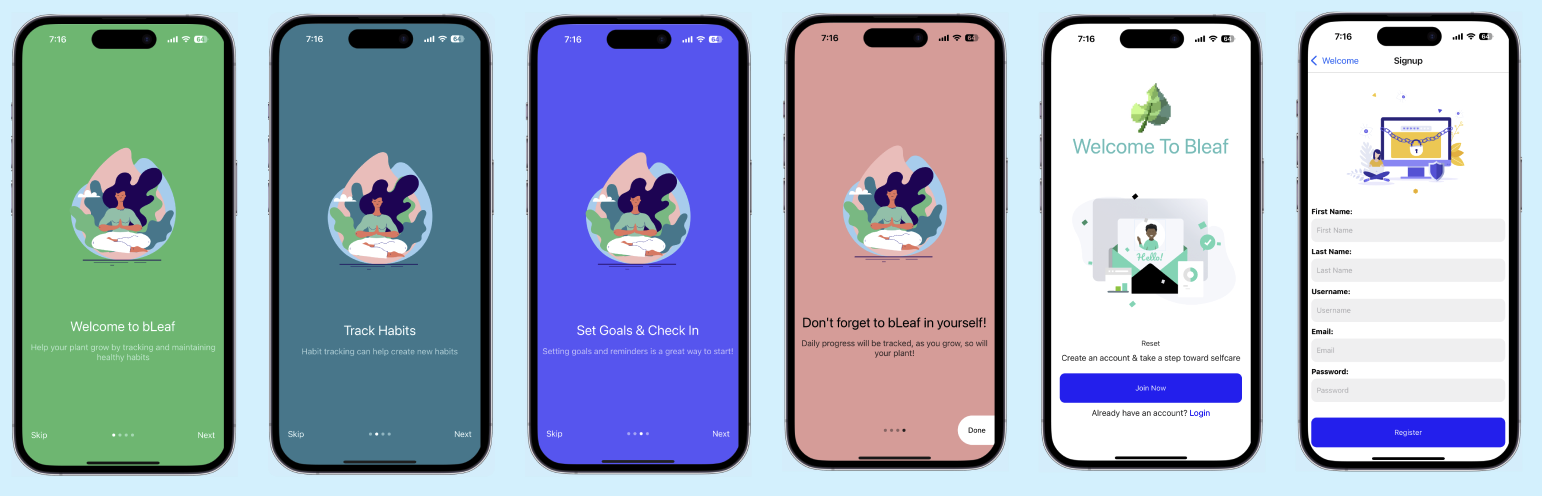 7:16
64
Welcome to bLeaf
Help your plant grow by tracking and maintaining
healthy habits
Skip
Next
7:16
64
Track Habits
Habit tracking can help create new habits
Skip
Next
7:16
64
Set Goals & Check In
Setting goals and reminders is a great way to start!
Skip
Next
7:16
64
Don't forget to bLeaf in yourself!
Daily progress will be tracked, as you grow, so will
your plant!
Done
7:16
64
Welcome To Bleaf
Hello!
Reset
Create an account & take a step toward selfcare
Join Now
Already have an account? Login
7:16
64
Welcome
Signup
First Name:
First Name
Last Name:
Last Name
Username:
Username
Email:
Email
Password:
Password
Register